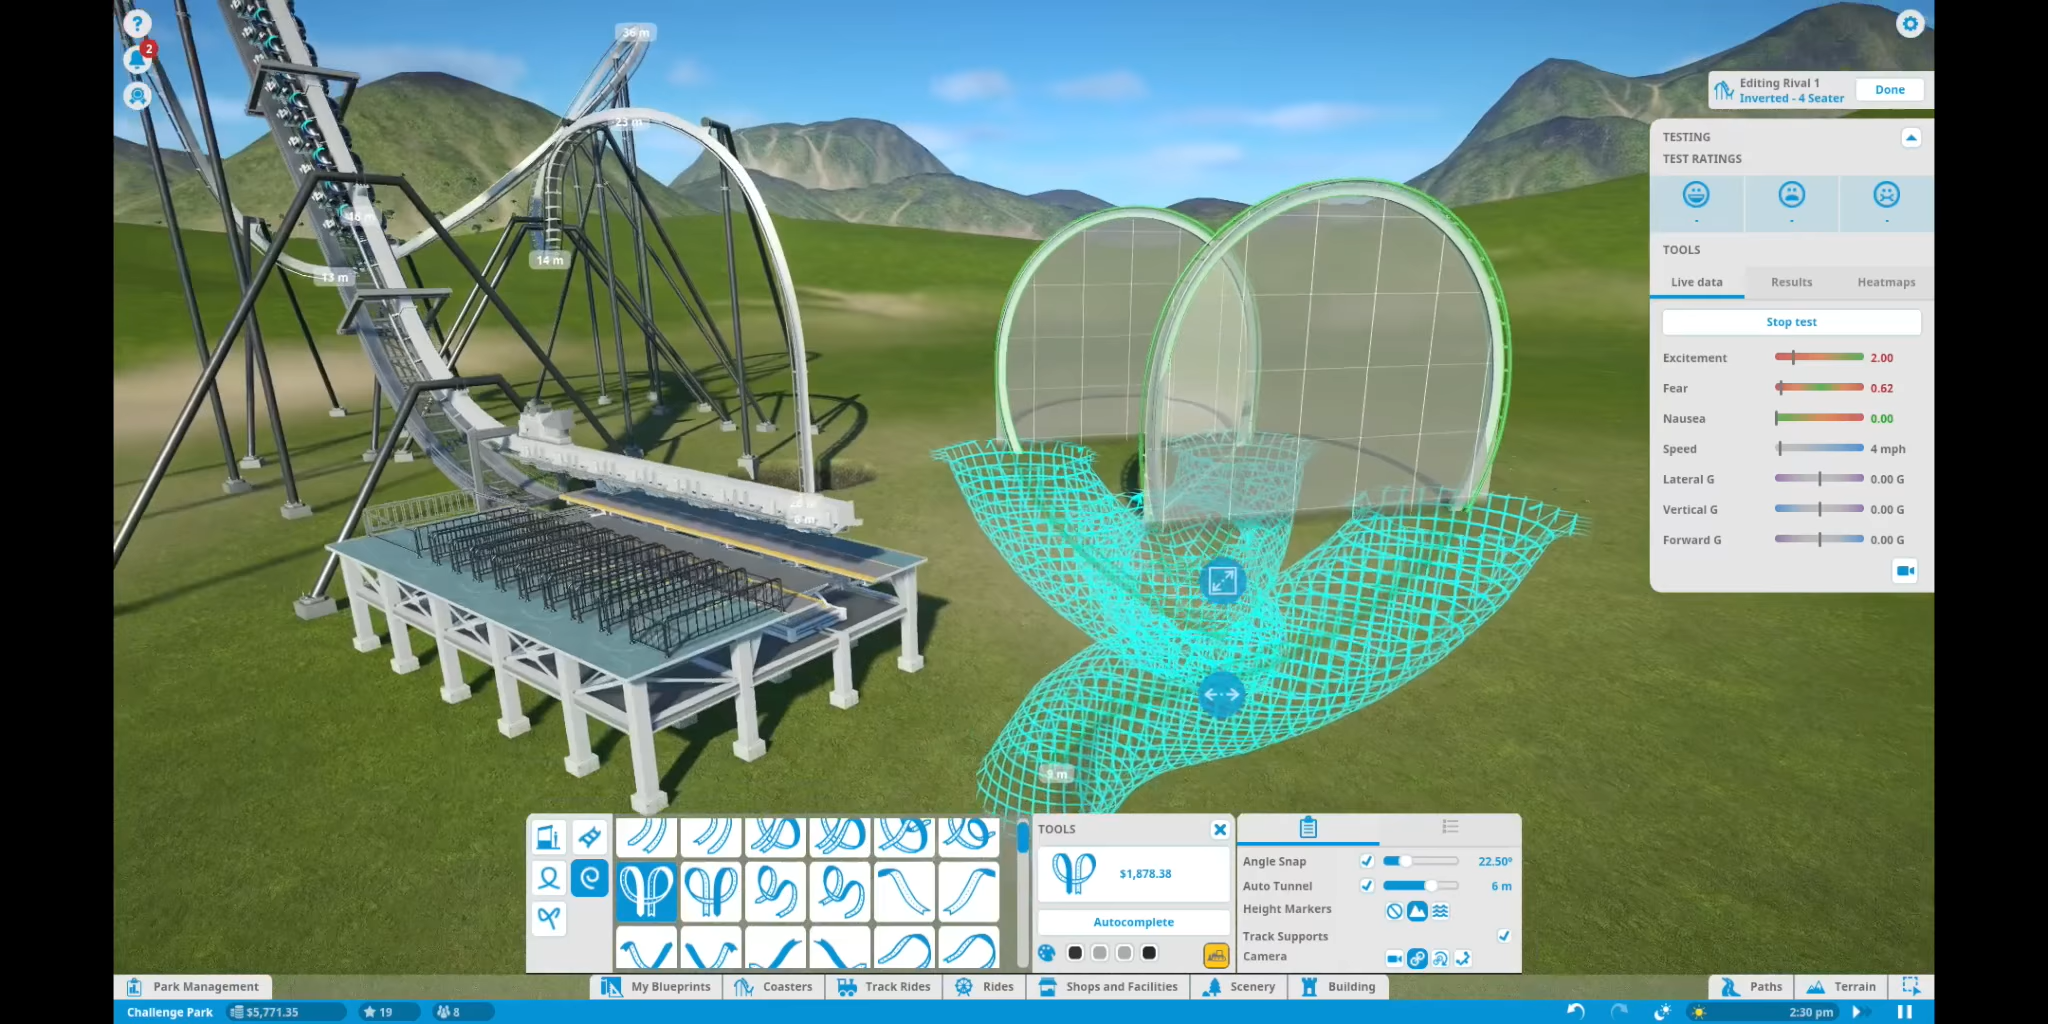 ?
2
36 m
23 m
16 m
13 m
14 m
6 m
9 m
Editing Rival 1
Inverted - 4 Seater
Done
TESTING
TEST RATINGS
- - -
TOOLS
Live data Results Heatmaps
Stop test
Excitement 2.00
Fear 0.62
Nausea 0.00
Speed 4 mph
Lateral G 0.00 G
Vertical G 0.00 G
Forward G 0.00 G
TOOLS
$1,878.38
Autocomplete
Angle Snap 22.50°
Auto Tunnel 6 m
Height Markers
Track Supports
Camera
Park Management
My Blueprints Coasters Track Rides Rides Shops and Facilities Scenery Building
Paths Terrain
Challenge Park $5,771.35 19 8
2:30 pm